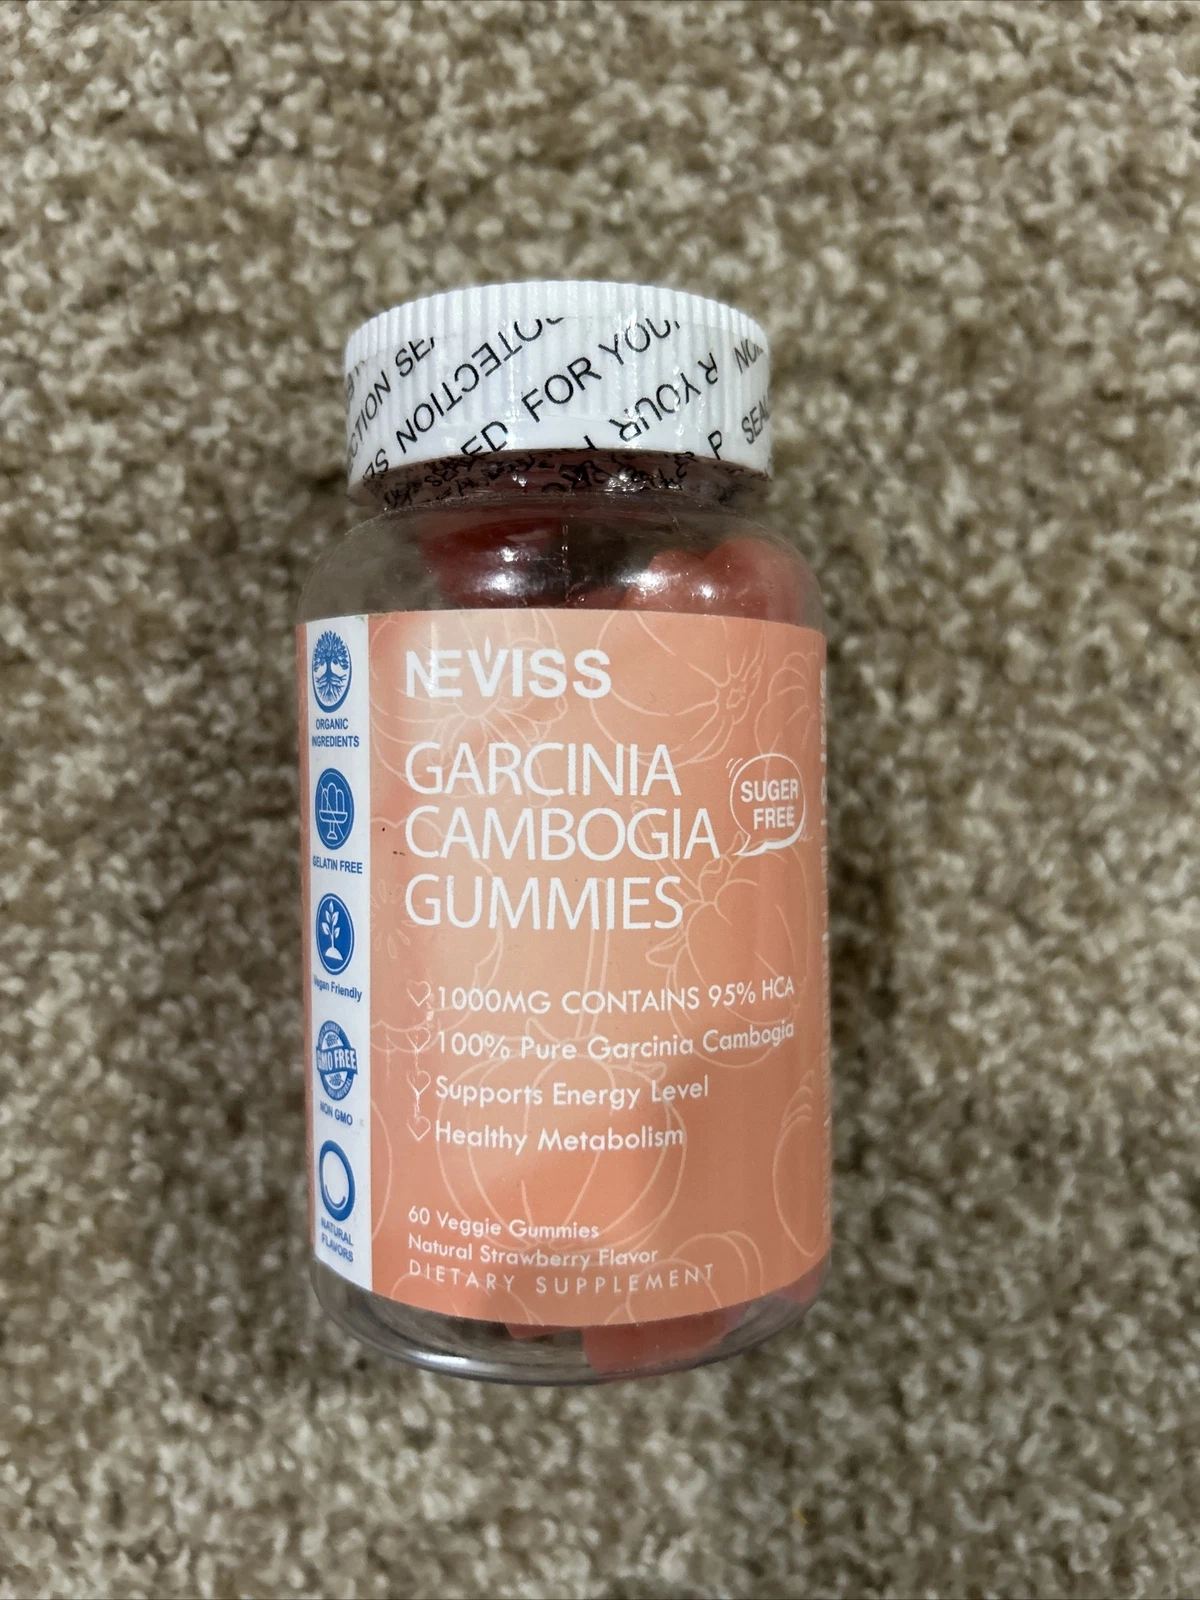 FOR YOUR
NEVISS
GARCINIA
CAMBOGIA
GUMMIES
SUGER
FREE
1000MG CONTAINS 95% HCA
100% Pure Garcinia Cambogia
Supports Energy Level
Healthy Metabolism
60 Veggie Gummies
Natural Strawberry Flavor
DIETARY SUPPLEMENT
ORGANIC
INGREDIENTS
GELATIN FREE
Vegan Friendly
GMO FREE
NON GMO
NATURAL
FLAVORS